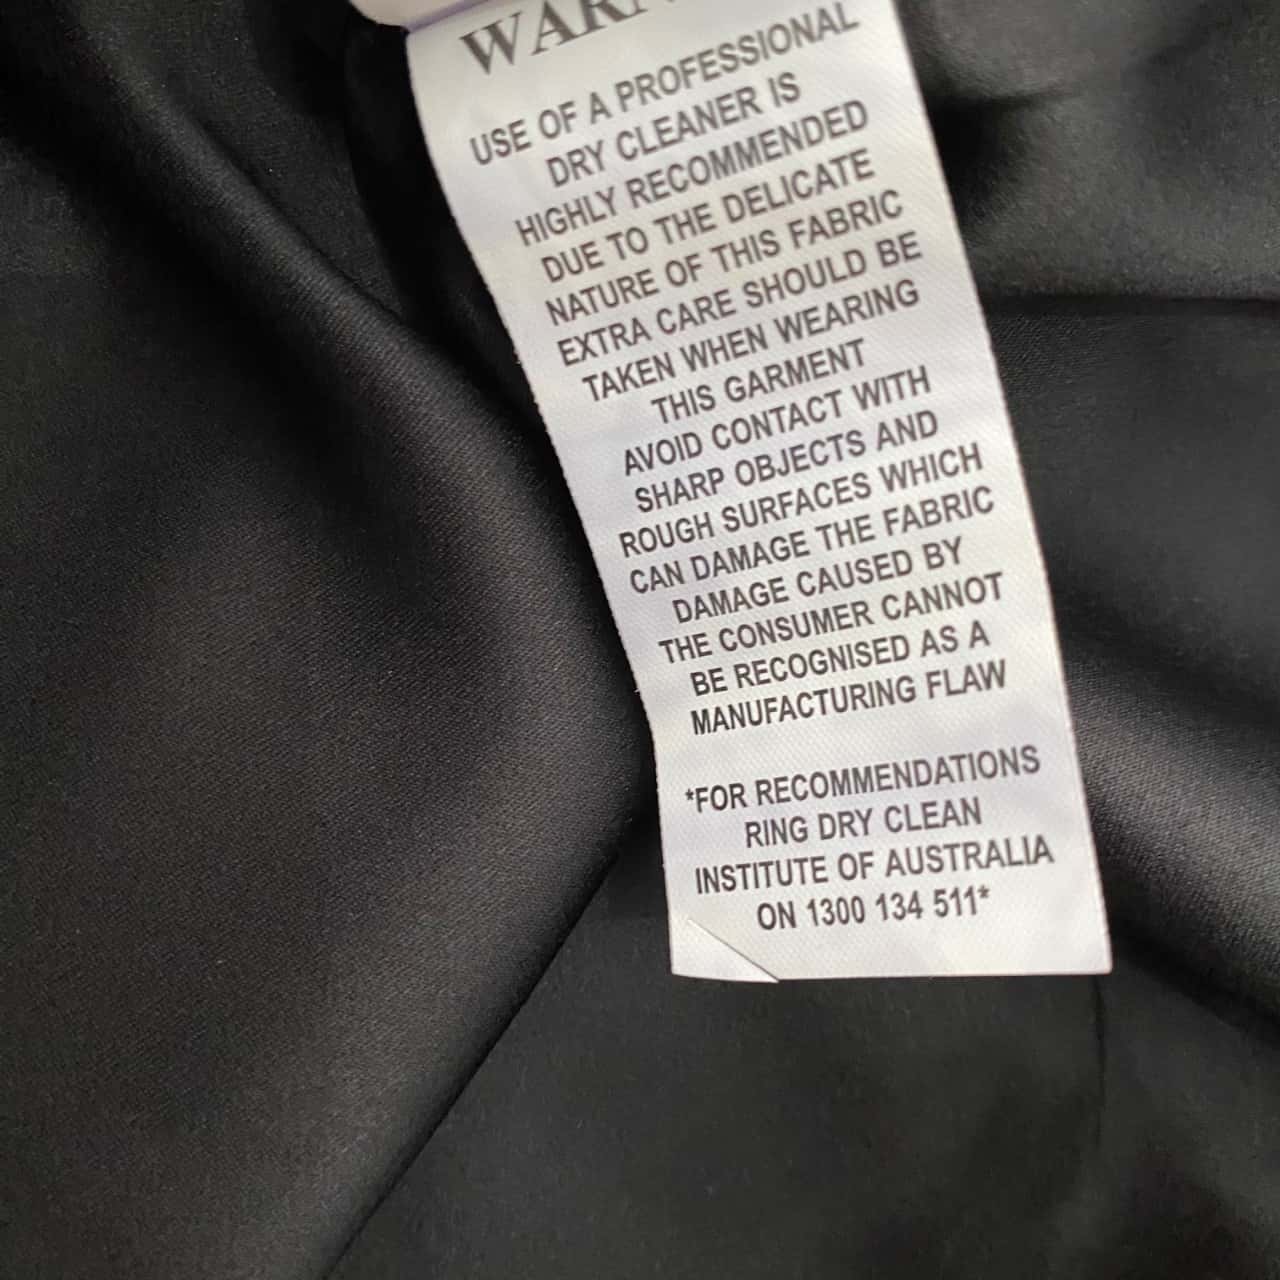 USE OF A PROFESSIONAL
DRY CLEANER IS
HIGHLY RECOMMENDED
DUE TO THE DELICATE
NATURE OF THIS FABRIC
EXTRA CARE SHOULD BE
TAKEN WHEN WEARING
THIS GARMENT
AVOID CONTACT WITH
SHARP OBJECTS AND
ROUGH SURFACES WHICH
CAN DAMAGE THE FABRIC
DAMAGE CAUSED BY
THE CONSUMER CANNOT
BE RECOGNISED AS A
MANUFACTURING FLAW
*FOR RECOMMENDATIONS
RING DRY CLEAN
INSTITUTE OF AUSTRALIA
ON 1300 134 511*